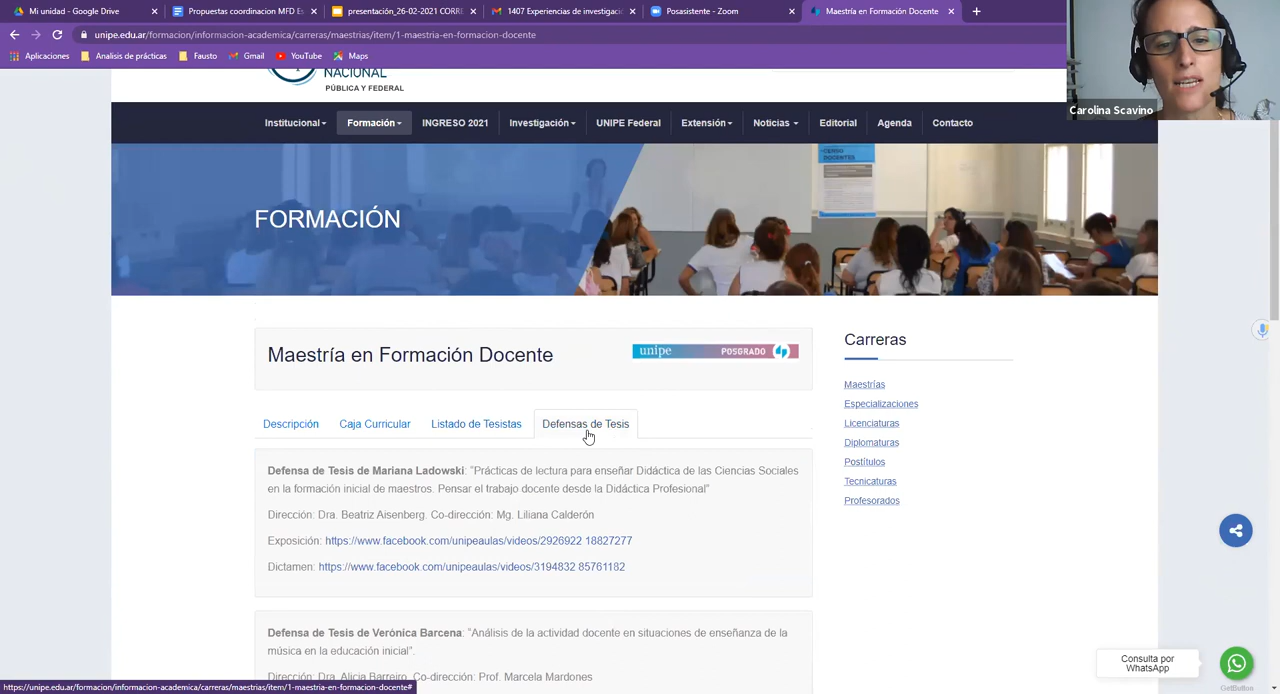 Mi unidad - Google Drive
Propuestas coordinacion MFD Es
presentación_26-02-2021 CORRE
1407 Experiencias de investigació
Posasistente - Zoom
Maestría en Formación Docente
unipe.edu.ar/formacion/informacion-academica/carreras/maestrias/item/1-maestria-en-formacion-docente
Aplicaciones
Analisis de prácticas
Fausto
Gmail
YouTube
Maps
Carolina Scavino
NACIONAL
PÚBLICA Y FEDERAL
Institucional
Formación
INGRESO 2021
Investigación
UNIPE Federal
Extensión
Noticias
Editorial
Agenda
Contacto
FORMACIÓN
Maestría en Formación Docente
unipe POSGRADO
Descripción
Caja Curricular
Listado de Tesistas
Defensas de Tesis
Defensa de Tesis de Mariana Ladowski: "Prácticas de lectura para enseñar Didáctica de las Ciencias Sociales
en la formación inicial de maestros. Pensar el trabajo docente desde la Didáctica Profesional"
Dirección: Dra. Beatriz Aisenberg. Co-dirección: Mg. Liliana Calderón
Exposición: https://www.facebook.com/unipeaulas/videos/2926922 18827277
Dictamen: https://www.facebook.com/unipeaulas/videos/3194832 85761182
Defensa de Tesis de Verónica Barcena: "Análisis de la actividad docente en situaciones de enseñanza de la
música en la educación inicial".
Dirección: Dra. Alicia Barreiro. Co-dirección: Prof. Marcela Mardones
Carreras
Maestrías
Especializaciones
Licenciaturas
Diplomaturas
Postítulos
Tecnicaturas
Profesorados
Consulta por
WhatsApp
GetButton
https://unipe.edu.ar/formacion/informacion-academica/carreras/maestrias/item/1-maestria-en-formacion-docente#